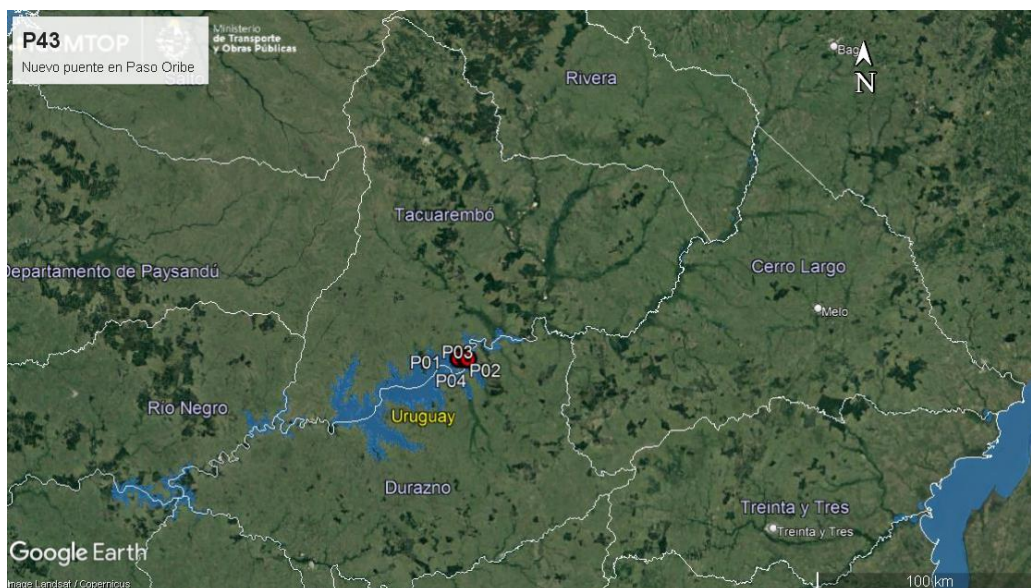 P43
MTOP
Nuevo puente en Paso Oribe
Ministerio
de Transporte
y Obras Públicas
Salto
Bag
N
Rivera
Tacuarembó
Departamento de Paysandú
Cerro Largo
Melo
P03
P01
P02
P04
Rio Negro
Uruguay
Durazno
Treinta y Tres
Treinta y Tres
Google Earth
100 km
Image Landsat / Copernicus